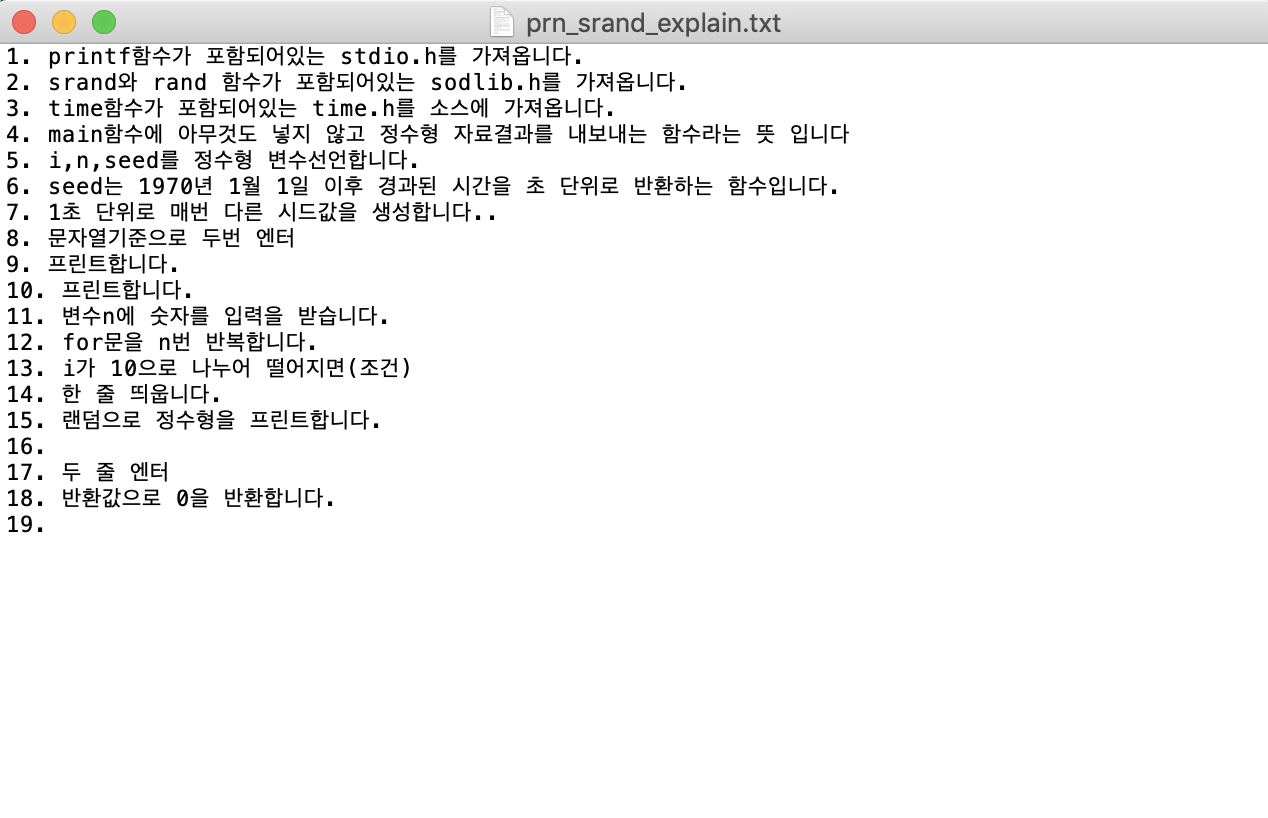 prn_srand_explain.txt
1. printf함수가 포함되어있는 stdio.h를 가져옵니다.
2. srand와 rand 함수가 포함되어있는 sodlib.h를 가져옵니다.
3. time함수가 포함되어있는 time.h를 소스에 가져옵니다.
4. main함수에 아무것도 넣지 않고 정수형 자료결과를 내보내는 함수라는 뜻 입니다
5. i,n,seed를 정수형 변수선언합니다.
6. seed는 1970년 1월 1일 이후 경과된 시간을 초 단위로 반환하는 함수입니다.
7. 1초 단위로 매번 다른 시드값을 생성합니다..
8. 문자열기준으로 두번 엔터
9. 프린트합니다.
10. 프린트합니다.
11. 변수n에 숫자를 입력을 받습니다.
12. for문을 n번 반복합니다.
13. i가 10으로 나누어 떨어지면(조건)
14. 한 줄 띄웁니다.
15. 랜덤으로 정수형을 프린트합니다.
16.
17. 두 줄 엔터
18. 반환값으로 0을 반환합니다.
19.